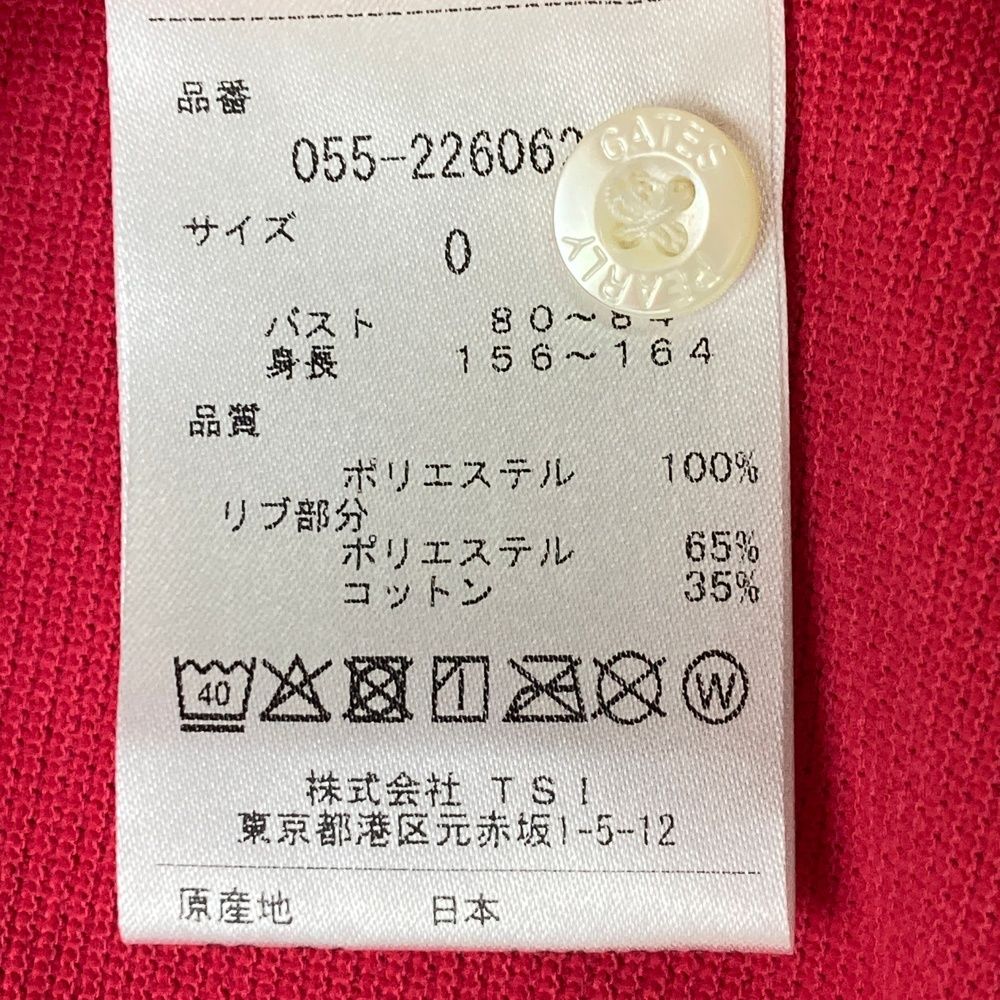 品番
055-226062
GATES
PEARLY
サイズ 0
バスト 80～84
身長 156～164
品質
ポリエステル 100%
リブ部分
ポリエステル 65%
コットン 35%
40
W
株式会社 TSI
東京都港区元赤坂1-5-12
原産地 日本